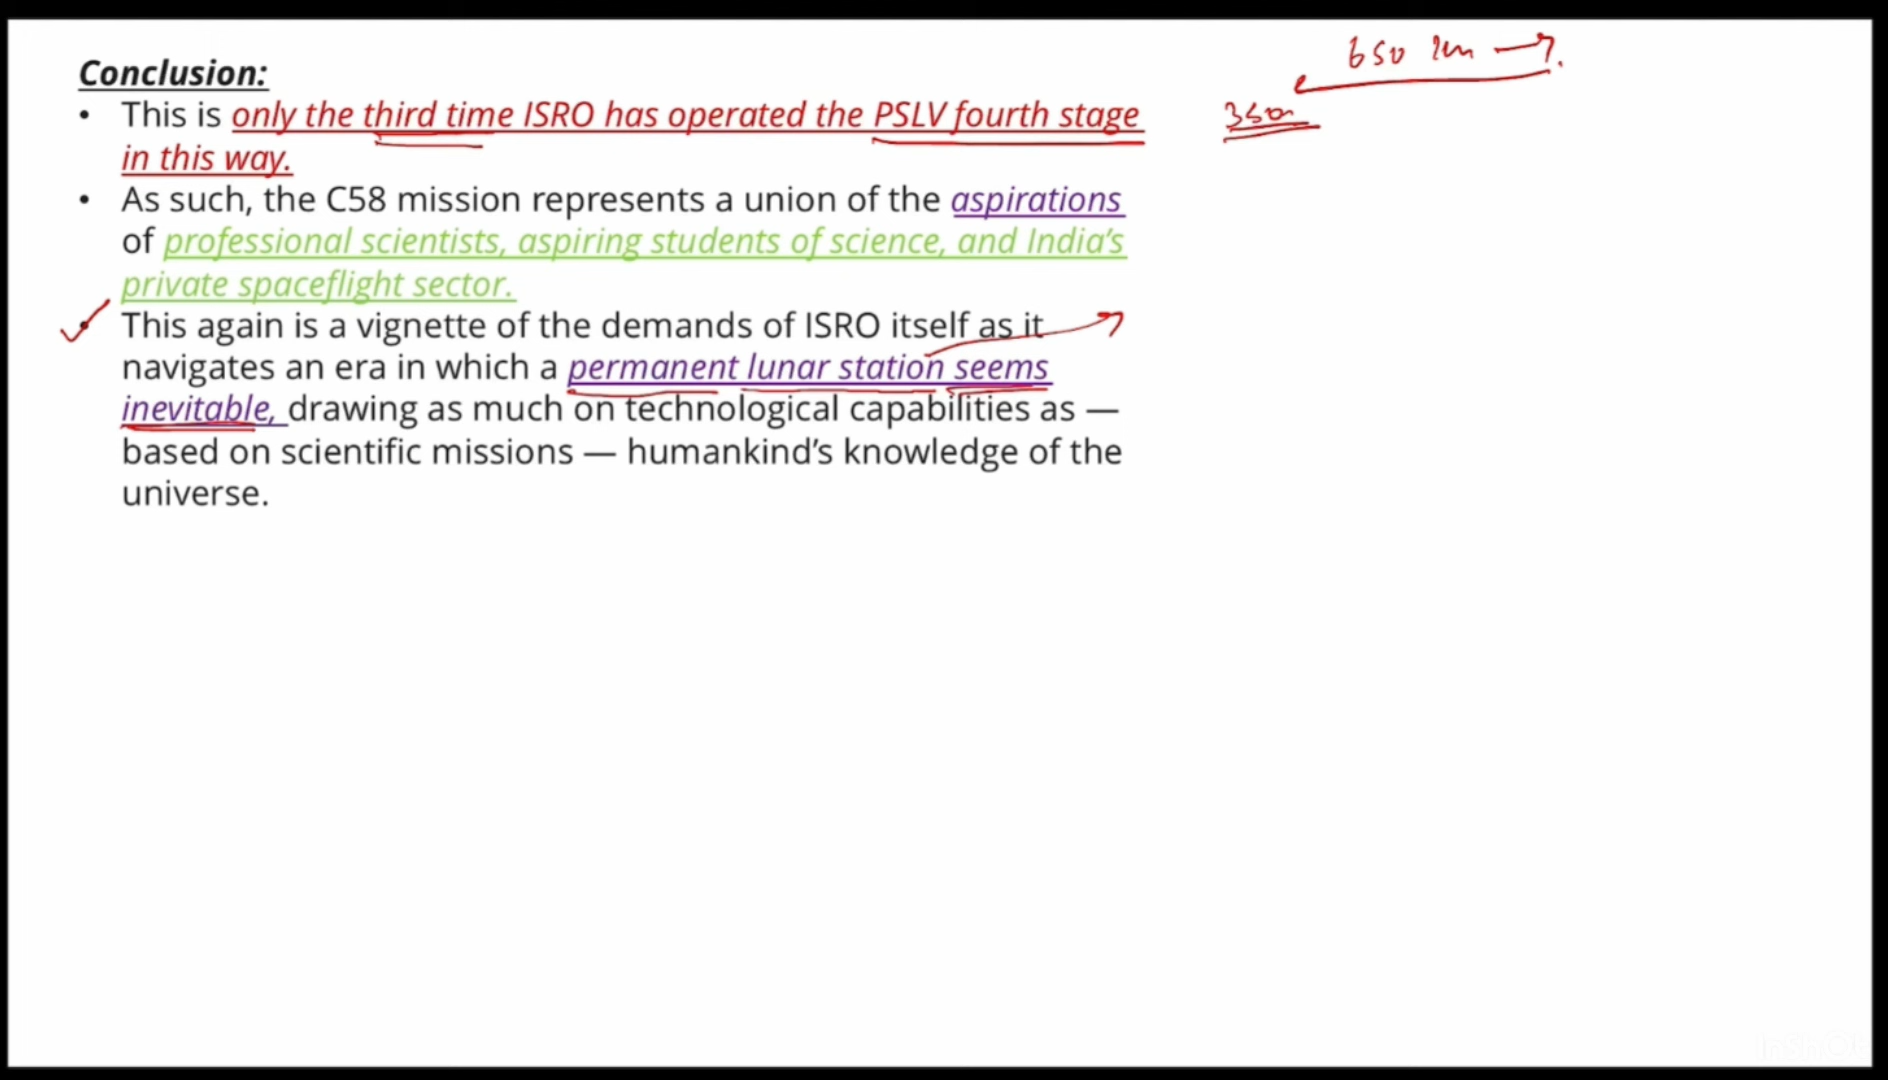 Conclusion:
650 km
• This is only the third time ISRO has operated the PSLV fourth stage
350
in this way.
• As such, the C58 mission represents a union of the aspirations
of professional scientists, aspiring students of science, and India's
private spaceflight sector.
• This again is a vignette of the demands of ISRO itself as it
navigates an era in which a permanent lunar station seems
inevitable, drawing as much on technological capabilities as —
based on scientific missions — humankind's knowledge of the
universe.